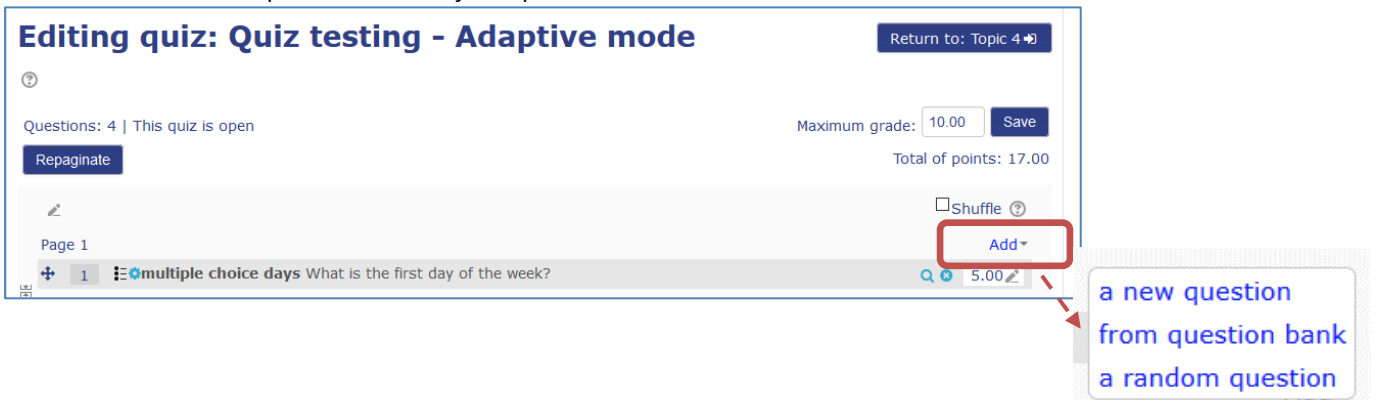 Editing quiz: Quiz testing - Adaptive mode
Return to: Topic 4
Questions: 4 | This quiz is open
Maximum grade: 10.00 Save
Repaginate
Total of points: 17.00
Shuffle
Page 1
Add
1 multiple choice days What is the first day of the week? 5.00
a new question
from question bank
a random question